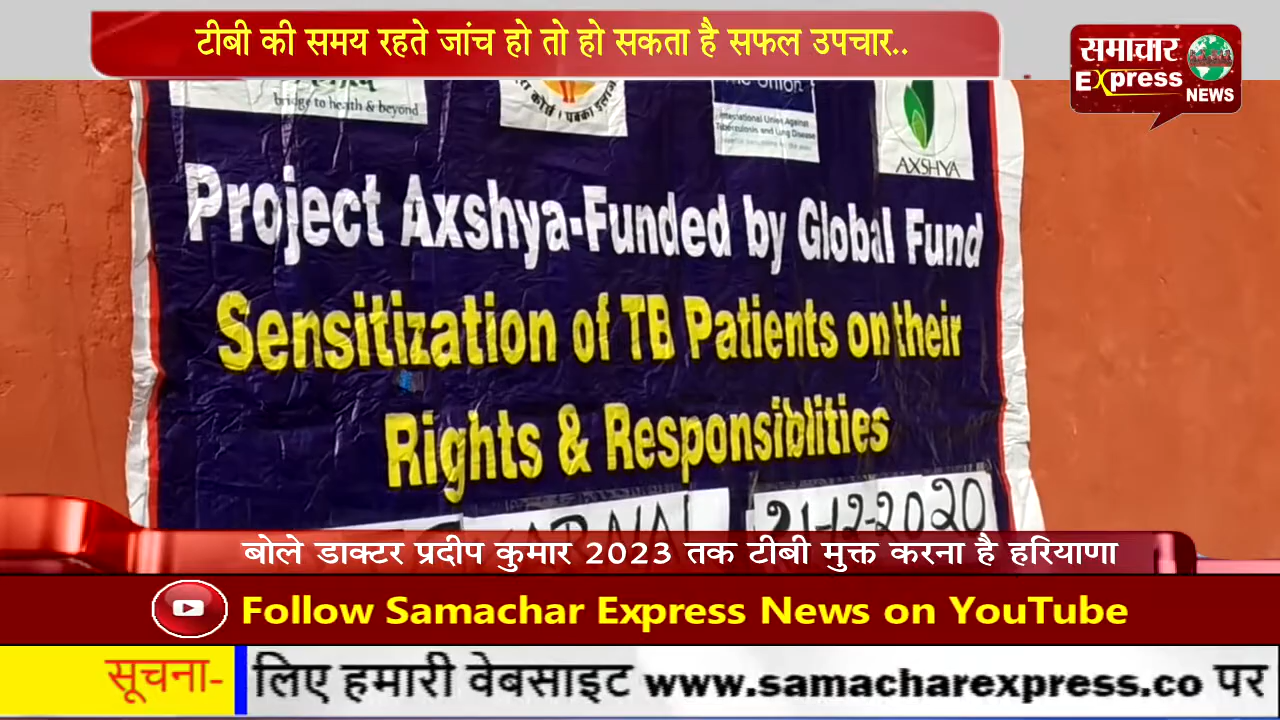 टीबी की समय रहते जांच हो तो हो सकता है सफल उपचार..
समाचार
Express
NEWS
bridge to health & beyond
The Union
International Union Against
Tuberculosis and Lung Disease
AXSHYA
Project Axshya-Funded by Global Fund
Sensitization of TB Patients on their
Rights & Responsiblities
21-12-2020
बोले डाक्टर प्रदीप कुमार 2023 तक टीबी मुक्त करना है हरियाणा
Follow Samachar Express News on YouTube
सूचना- लिए हमारी वेबसाइट www.samacharexpress.co पर